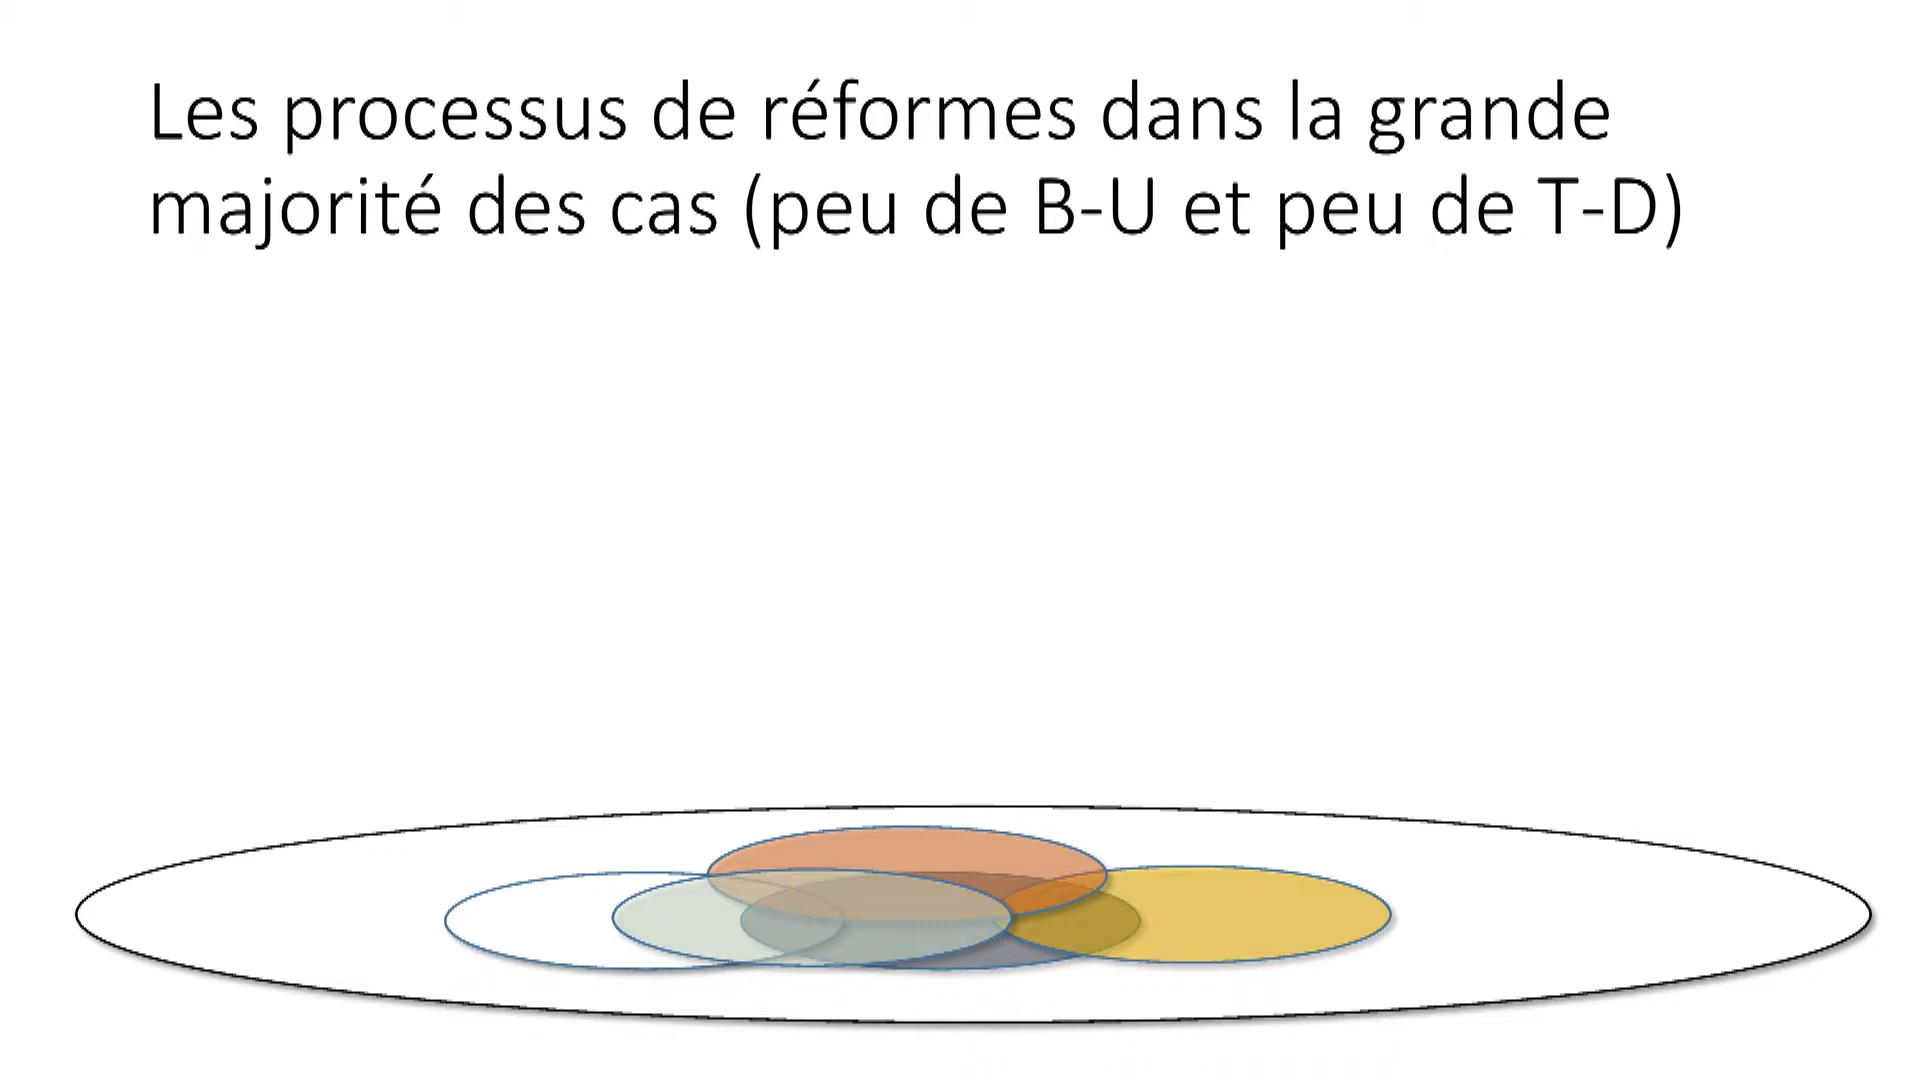 Les processus de réformes dans la grande
majorité des cas (peu de B-U et peu de T-D)